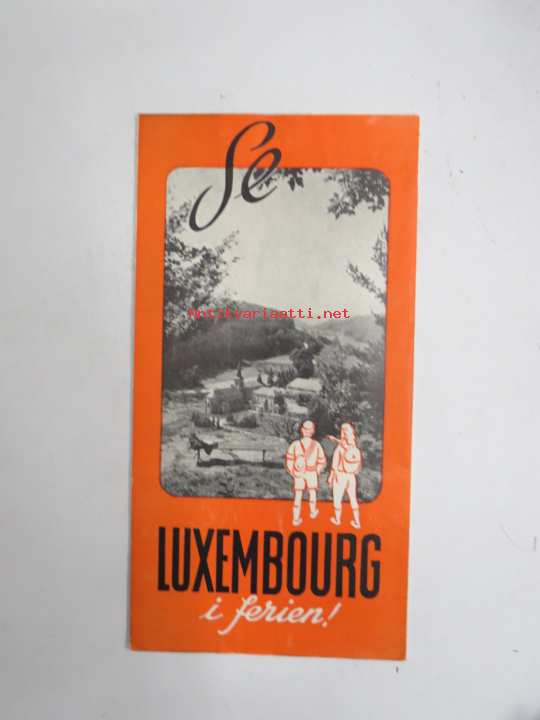 Se
Antikvariaatti.net
LUXEMBOURG
i ferien!